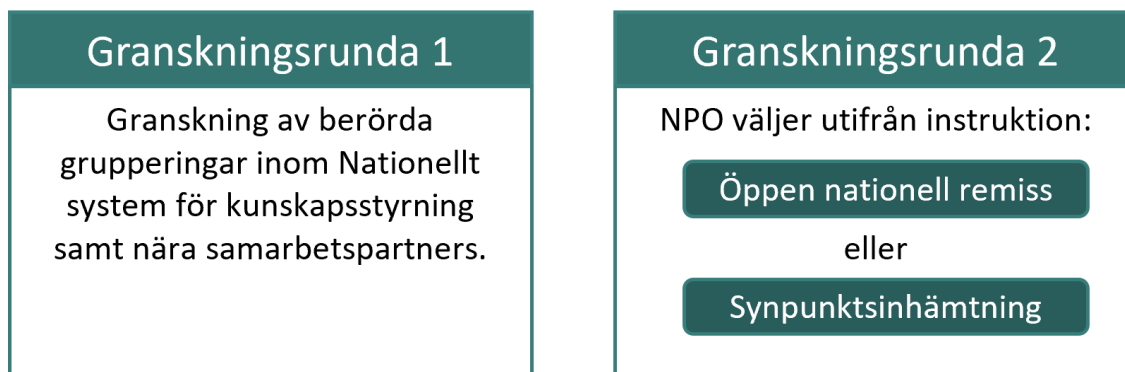 Granskningsrunda 1
Granskning av berörda
grupperingar inom Nationellt
system för kunskapsstyrning
samt nära samarbetspartners.
Granskningsrunda 2
NPO väljer utifrån instruktion:
Öppen nationell remiss
eller
Synpunktsinhämtning